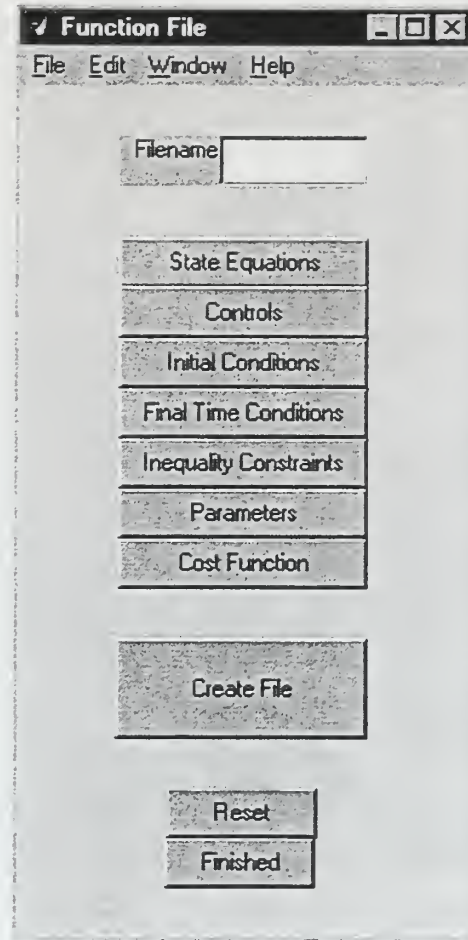 Function File
File Edit Window Help
Filename
State Equations
Controls
Initial Conditions
Final Time Conditions
Inequality Constraints
Parameters
Cost Function
Create File
Reset
Finished